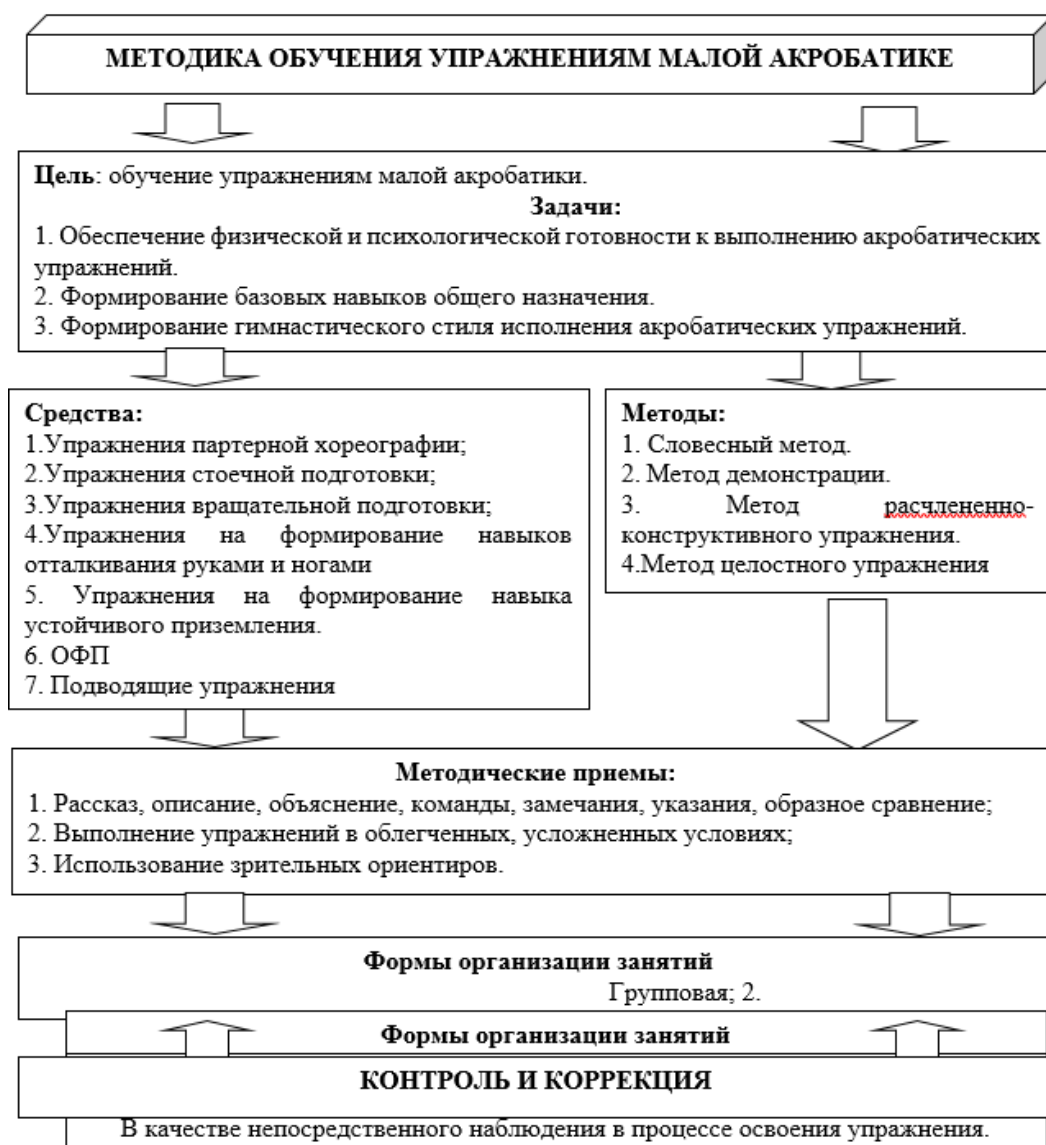 МЕТОДИКА ОБУЧЕНИЯ УПРАЖНЕНИЯМ МАЛОЙ АКРОБАТИКЕ
Цель: обучение упражнениям малой акробатики.
Задачи:
1. Обеспечение физической и психологической готовности к выполнению акробатических
упражнений.
2. Формирование базовых навыков общего назначения.
3. Формирование гимнастического стиля исполнения акробатических упражнений.
Средства:
1.Упражнения партерной хореографии;
2.Упражнения стоечной подготовки;
3.Упражнения вращательной подготовки;
4.Упражнения на формирование навыков
отталкивания руками и ногами
5. Упражнения на формирование навыка
устойчивого приземления.
6. ОФП
7. Подводящие упражнения
Методы:
1. Словесный метод.
2. Метод демонстрации.
3. Метод расчлененно-
конструктивного упражнения.
4.Метод целостного упражнения
Методические приемы:
1. Рассказ, описание, объяснение, команды, замечания, указания, образное сравнение;
2. Выполнение упражнений в облегченных, усложненных условиях;
3. Использование зрительных ориентиров.
Формы организации занятий
Групповая; 2.
Формы организации занятий
КОНТРОЛЬ И КОРРЕКЦИЯ
В качестве непосредственного наблюдения в процессе освоения упражнения.